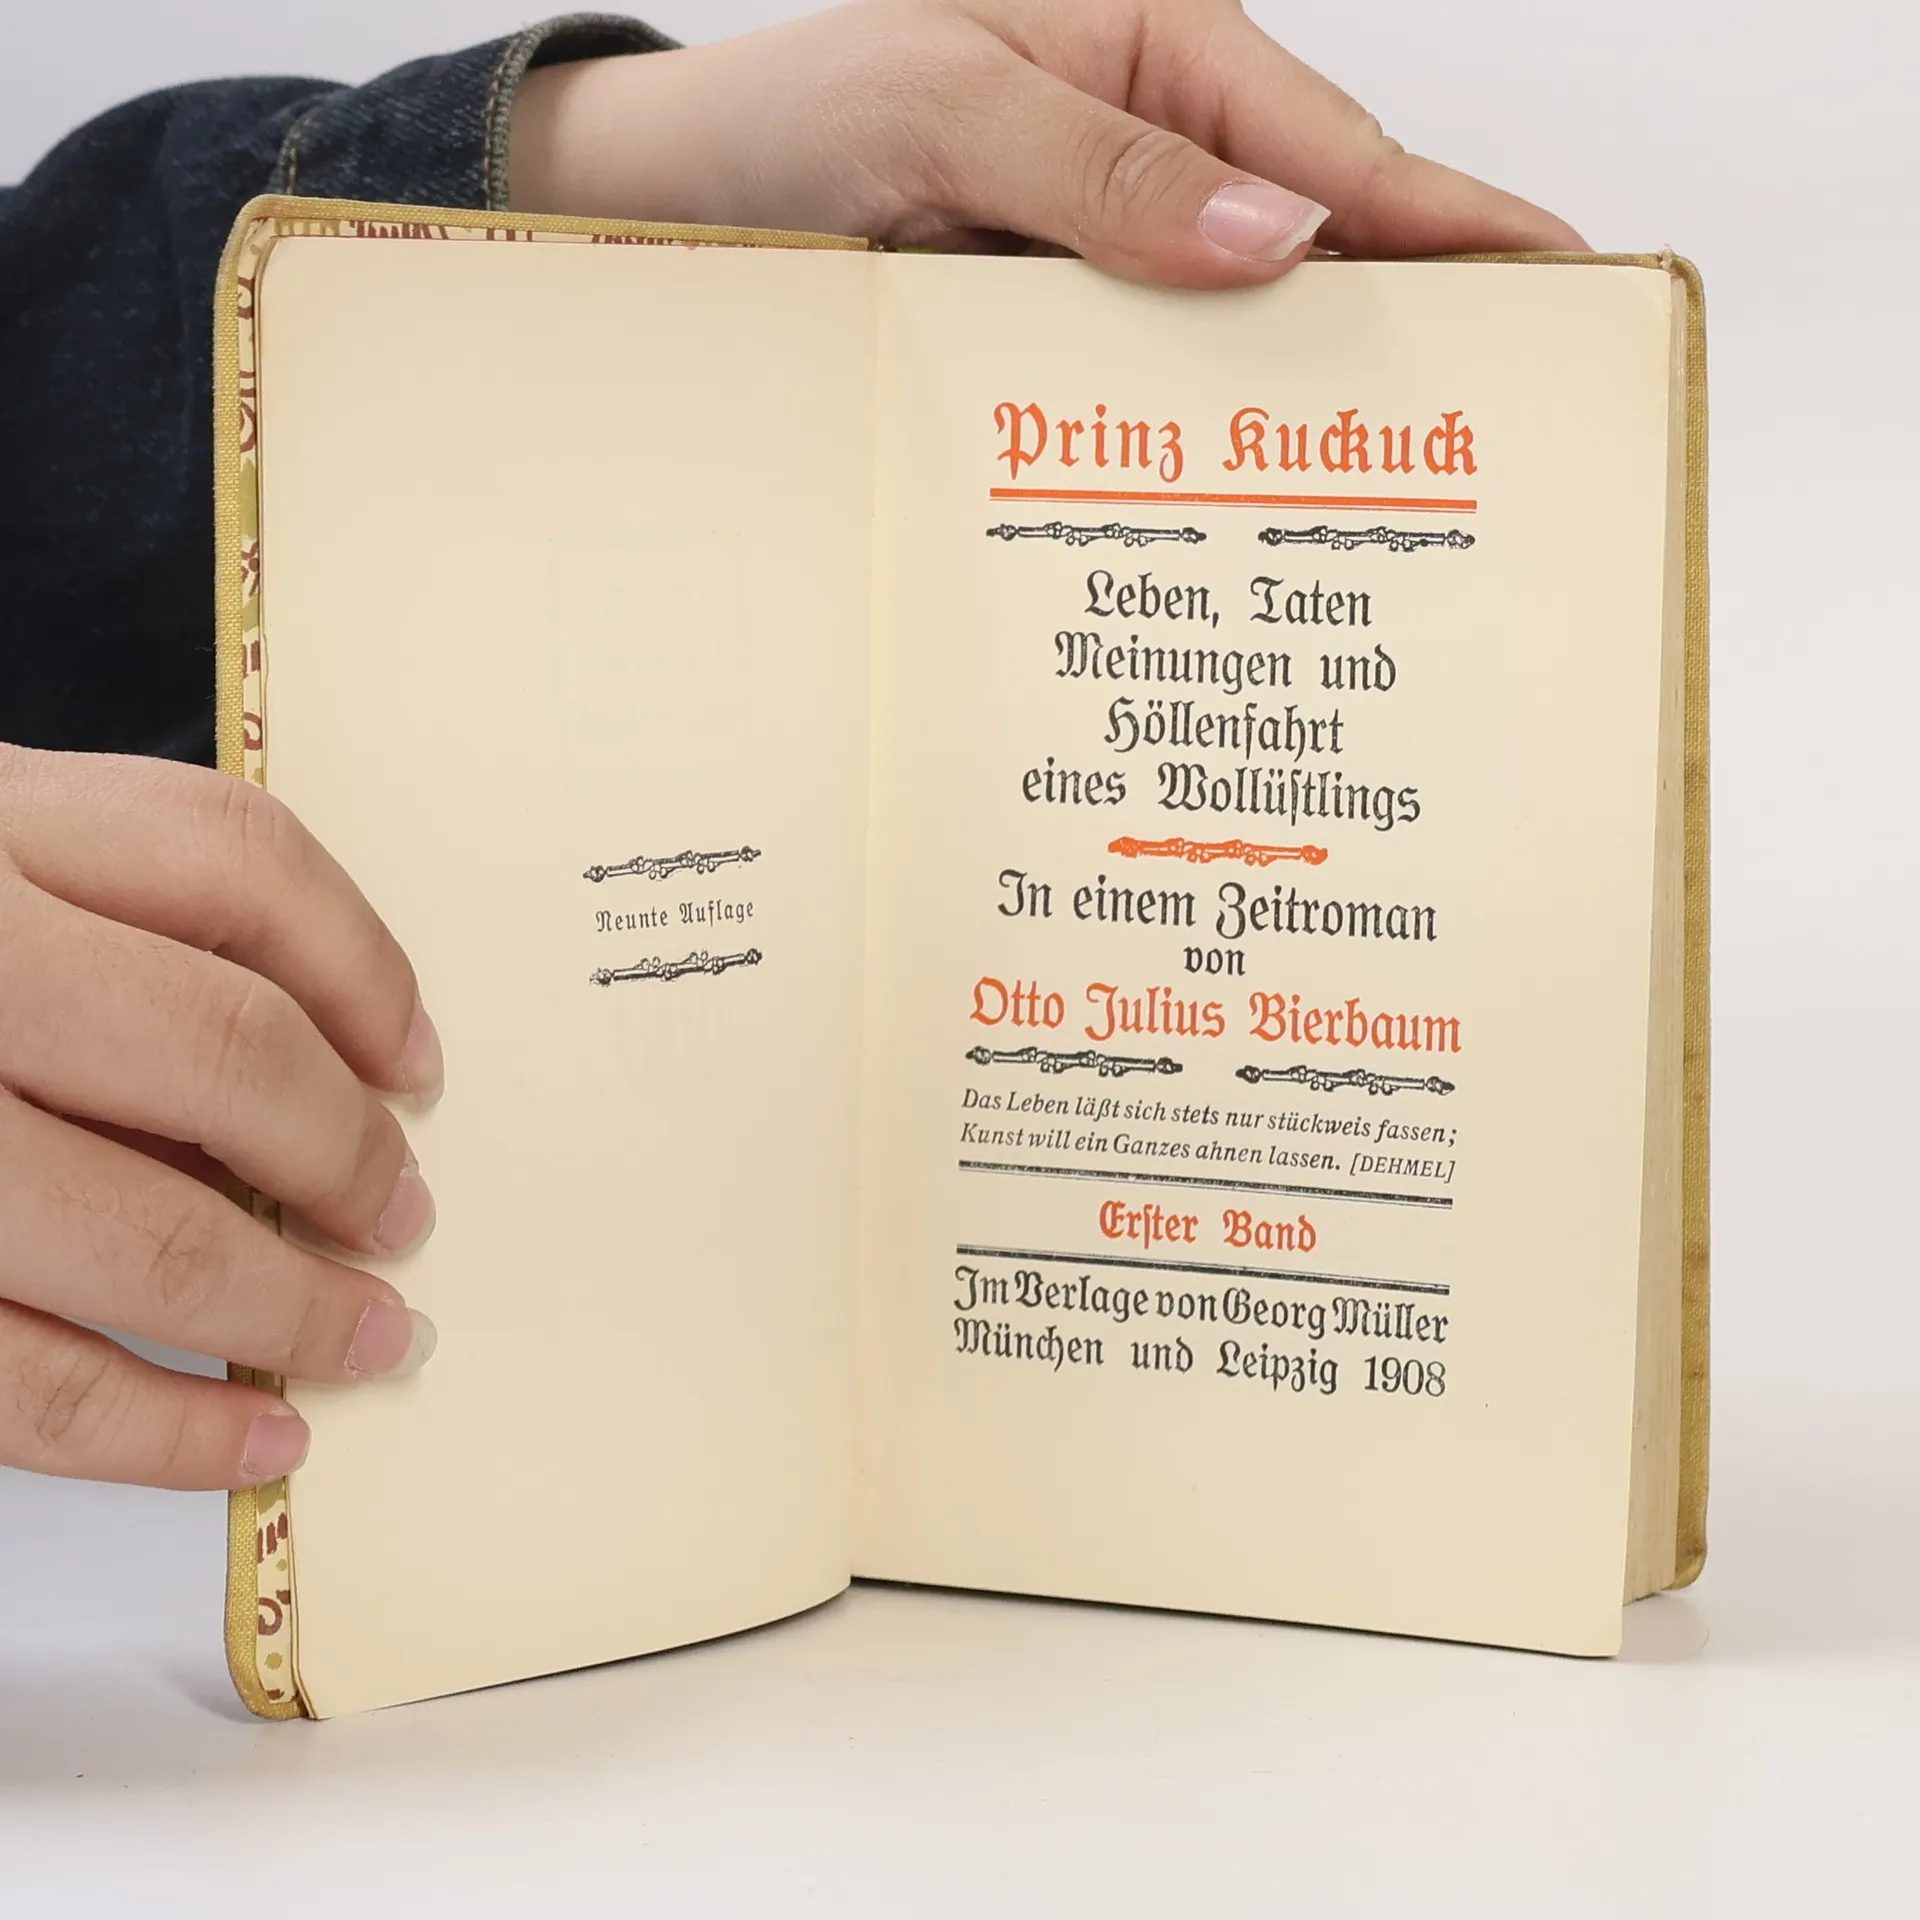 Neunte Auflage
Prinz Kuckuck
Leben, Taten
Meinungen und
Höllenfahrt
eines Wollüſtlings
In einem Zeitroman
von
Otto Julius Bierbaum
Das Leben läßt sich stets nur stückweis fassen;
Kunst will ein Ganzes ahnen lassen. [DEHMEL]
Erſter Band
Im Verlage von Georg Müller
München und Leipzig 1908